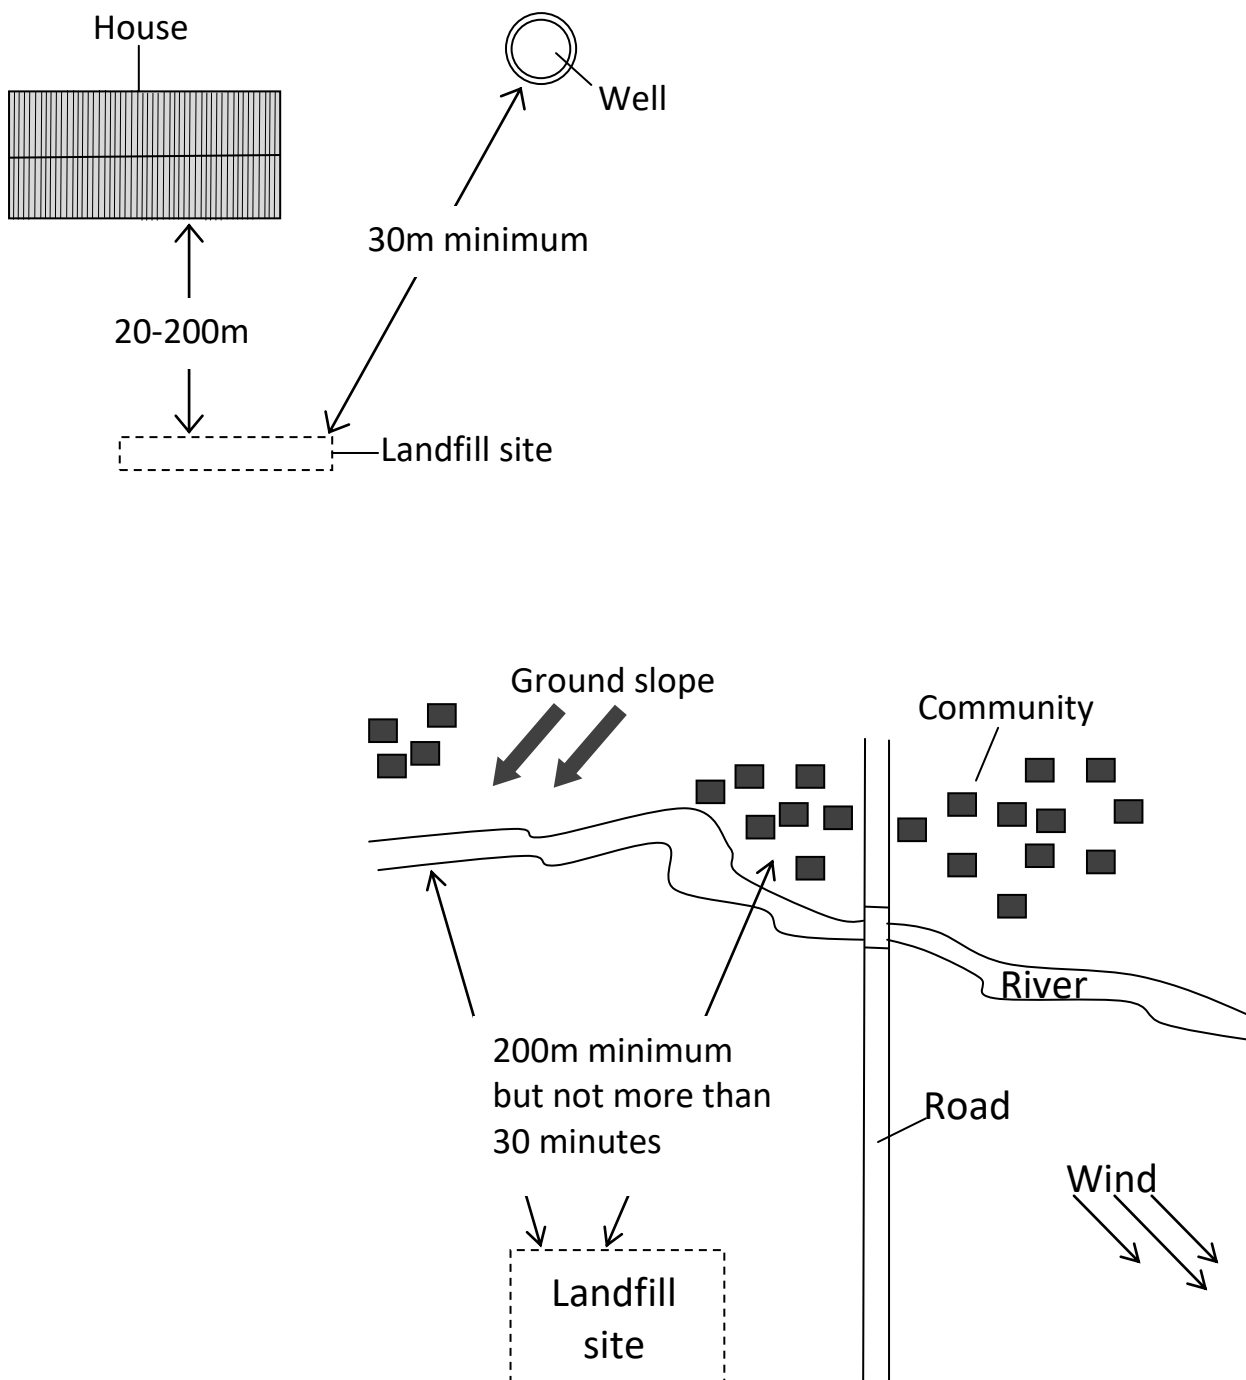 House
Well
30m minimum
20-200m
Landfill site
Ground slope
Community
River
200m minimum
but not more than
30 minutes
Road
Wind
Landfill
site